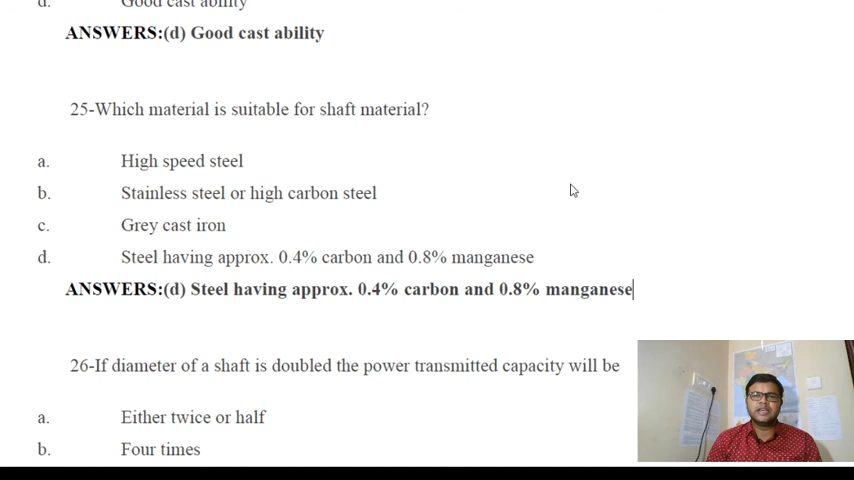 d. Good cast ability
ANSWERS:(d) Good cast ability
25-Which material is suitable for shaft material?
a. High speed steel
b. Stainless steel or high carbon steel
c. Grey cast iron
d. Steel having approx. 0.4% carbon and 0.8% manganese
ANSWERS:(d) Steel having approx. 0.4% carbon and 0.8% manganese
26-If diameter of a shaft is doubled the power transmitted capacity will be
a. Either twice or half
b. Four times